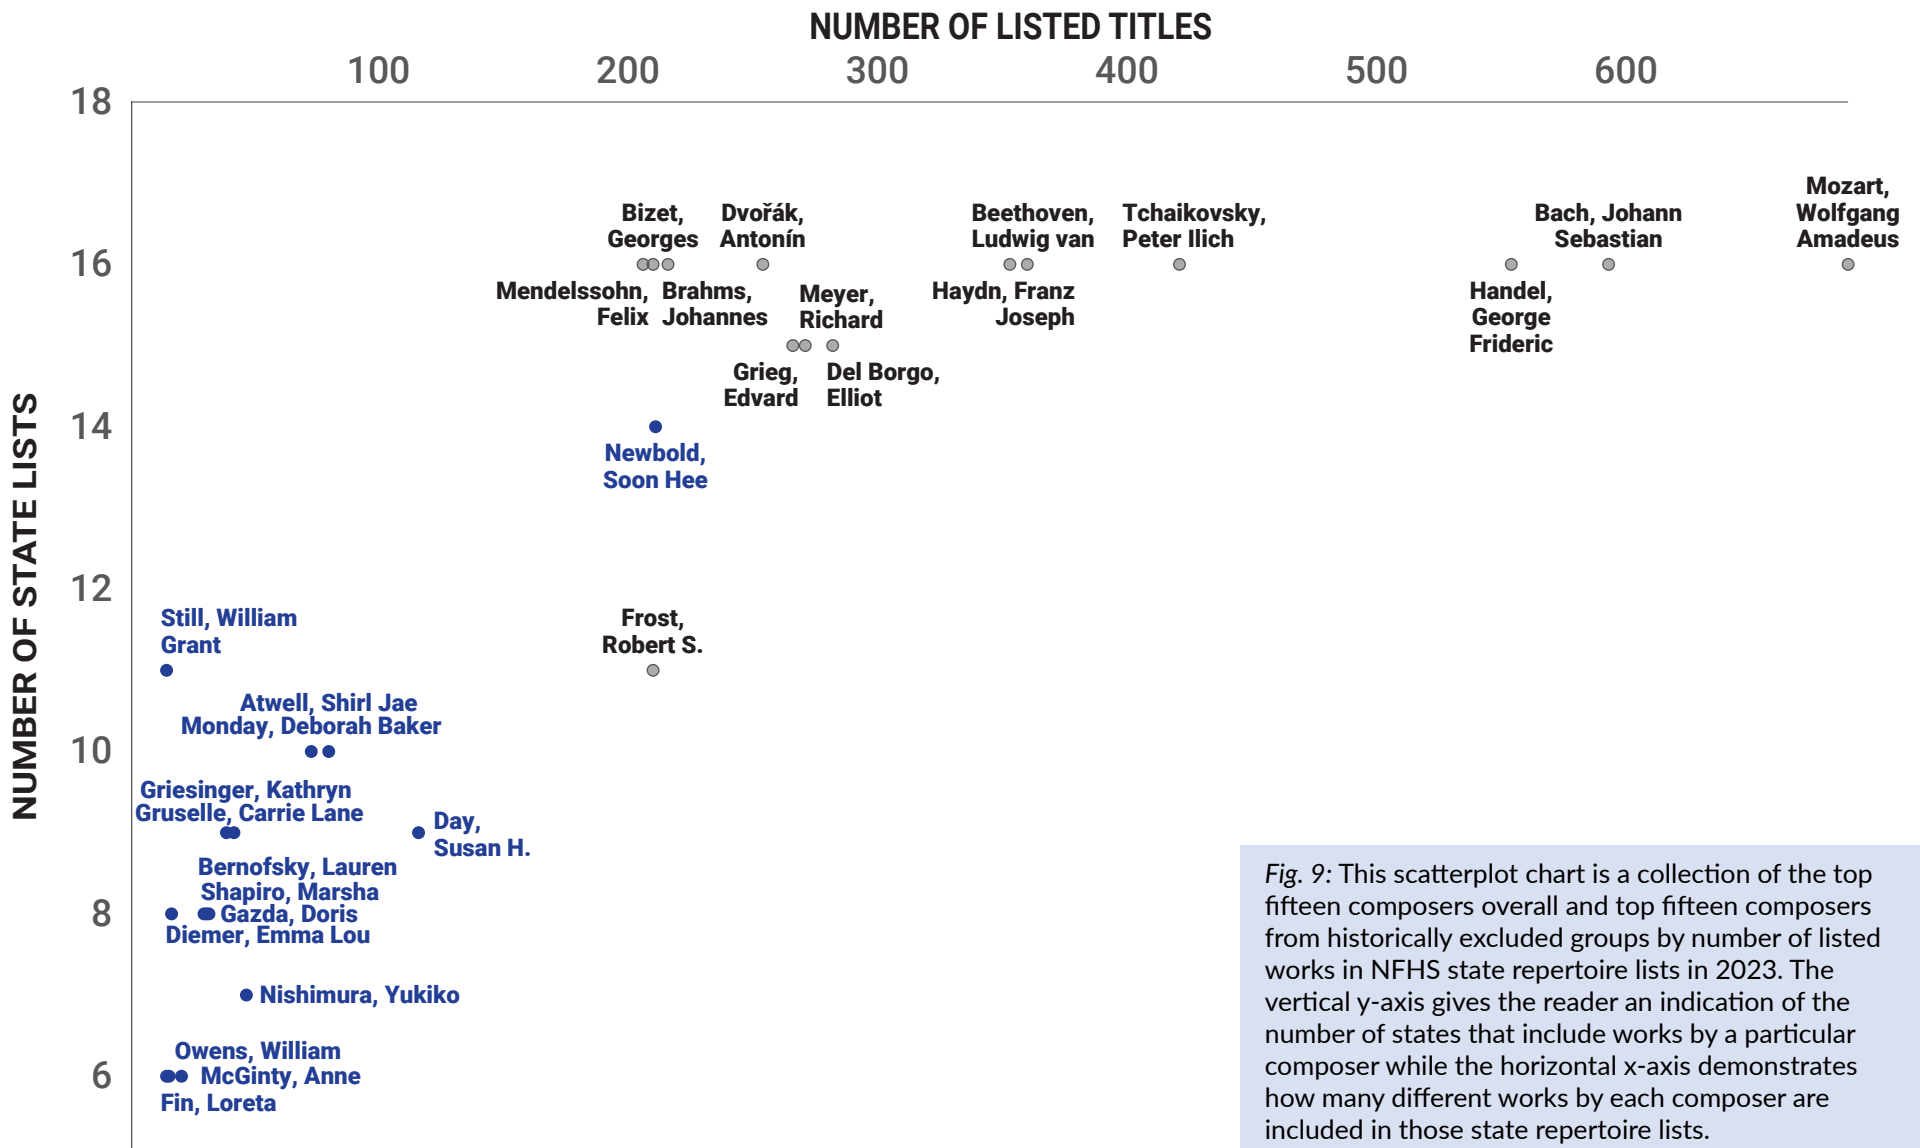 NUMBER OF LISTED TITLES
100 200 300 400 500 600
18
Mozart,
Wolfgang
Amadeus
Bizet,
Georges
Dvořák,
Antonín
Beethoven,
Ludwig van
Tchaikovsky,
Peter Ilich
Bach, Johann
Sebastian
16
Mendelssohn,
Felix
Brahms,
Johannes
Meyer,
Richard
Haydn, Franz
Joseph
Handel,
George
Frideric
Grieg,
Edvard
Del Borgo,
Elliot
14
Newbold,
Soon Hee
NUMBER OF STATE LISTS
12
Still, William
Grant
Frost,
Robert S.
Atwell, Shirl Jae
Monday, Deborah Baker
10
Griesinger, Kathryn
Gruselle, Carrie Lane
Day,
Susan H.
Bernofsky, Lauren
Shapiro, Marsha
8
Gazda, Doris
Diemer, Emma Lou
Nishimura, Yukiko
Owens, William
6
McGinty, Anne
Fin, Loreta
Fig. 9: This scatterplot chart is a collection of the top
fifteen composers overall and top fifteen composers
from historically excluded groups by number of listed
works in NFHS state repertoire lists in 2023. The
vertical y-axis gives the reader an indication of the
number of states that include works by a particular
composer while the horizontal x-axis demonstrates
how many different works by each composer are
included in those state repertoire lists.